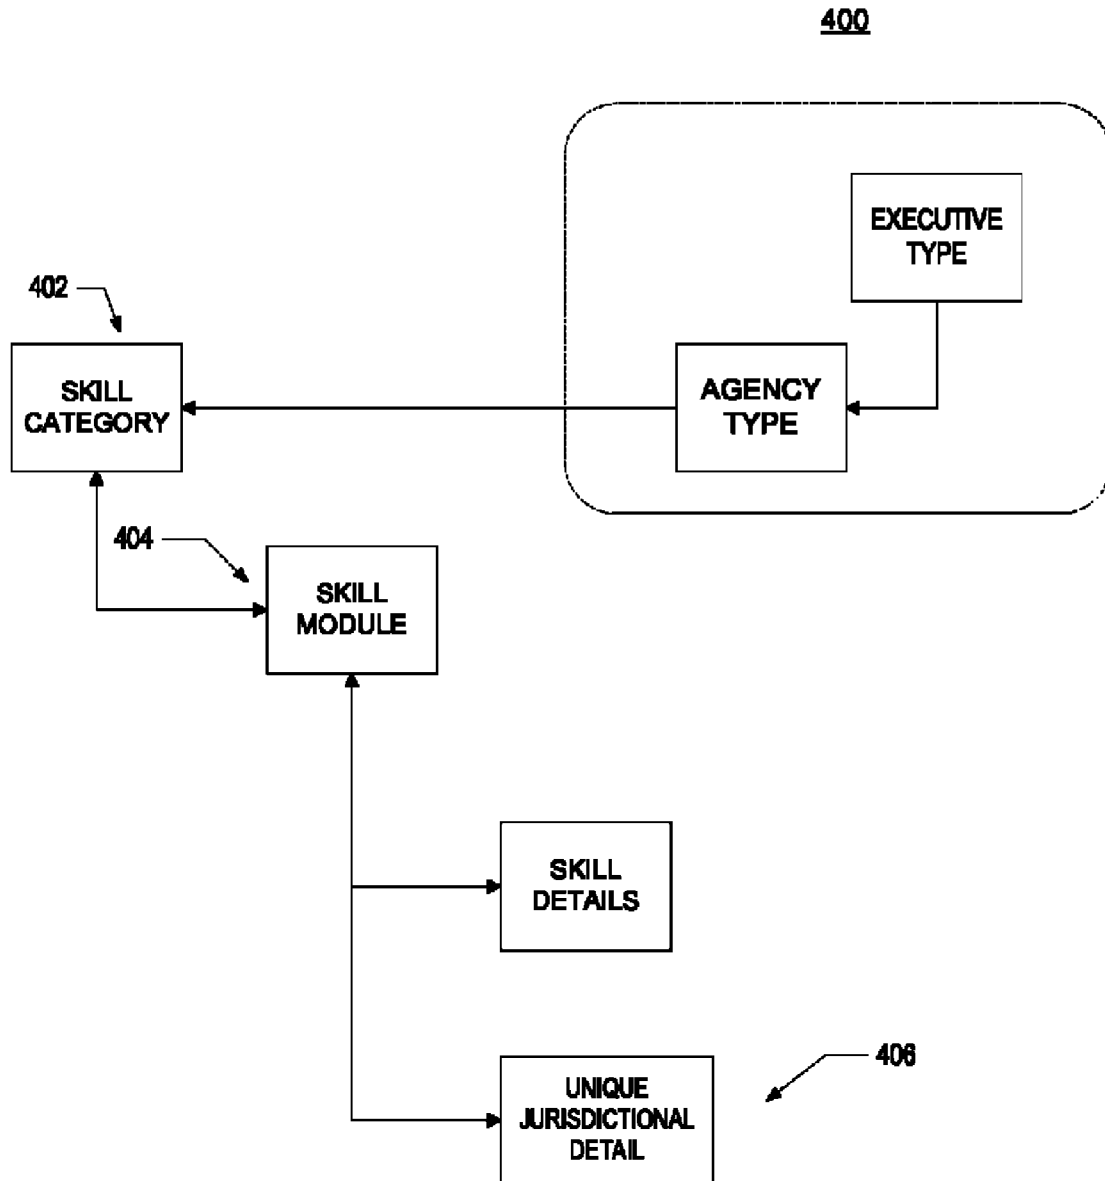 400
EXECUTIVE
TYPE
402
SKILL
CATEGORY
AGENCY
TYPE
404
SKILL
MODULE
SKILL
DETAILS
406
UNIQUE
JURISDICTIONAL
DETAIL